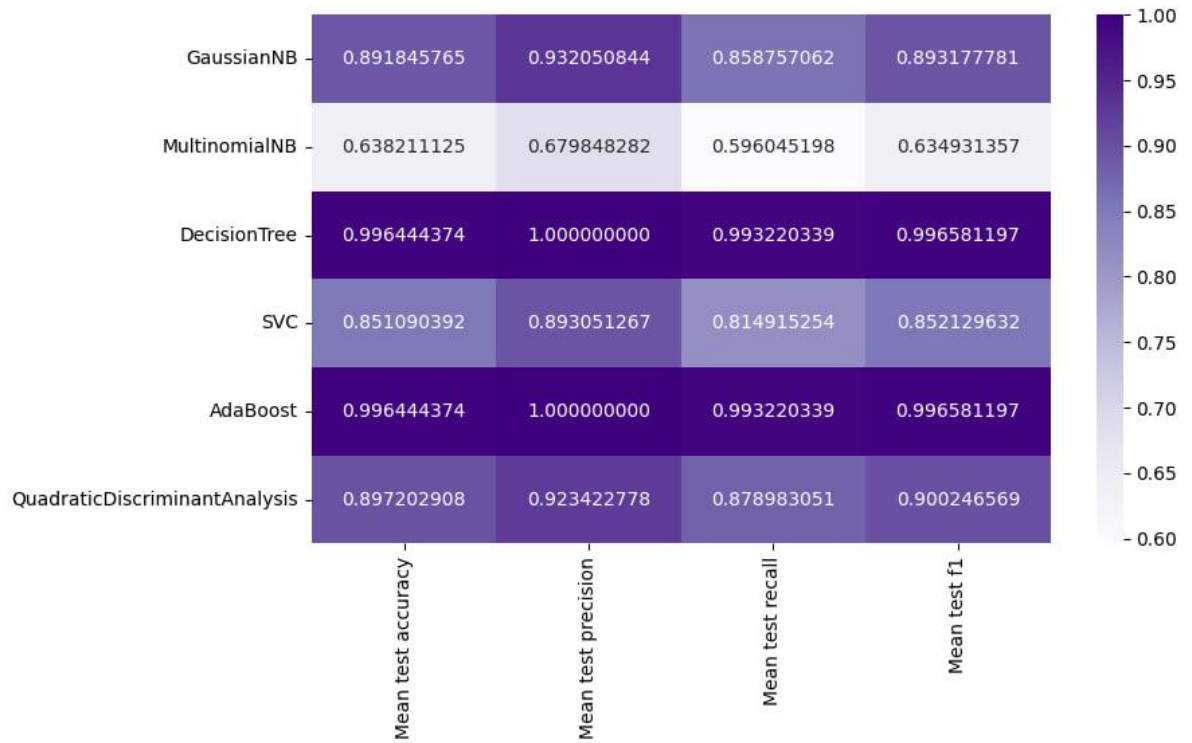 GaussianNB 0.891845765 0.932050844 0.858757062 0.893177781
MultinomialNB 0.638211125 0.679848282 0.596045198 0.634931357
DecisionTree 0.996444374 1.000000000 0.993220339 0.996581197
SVC 0.851090392 0.893051267 0.814915254 0.852129632
AdaBoost 0.996444374 1.000000000 0.993220339 0.996581197
QuadraticDiscriminantAnalysis 0.897202908 0.923422778 0.878983051 0.900246569
Mean test accuracy
Mean test precision
Mean test recall
Mean test f1
1.00
0.95
0.90
0.85
0.80
0.75
0.70
0.65
0.60